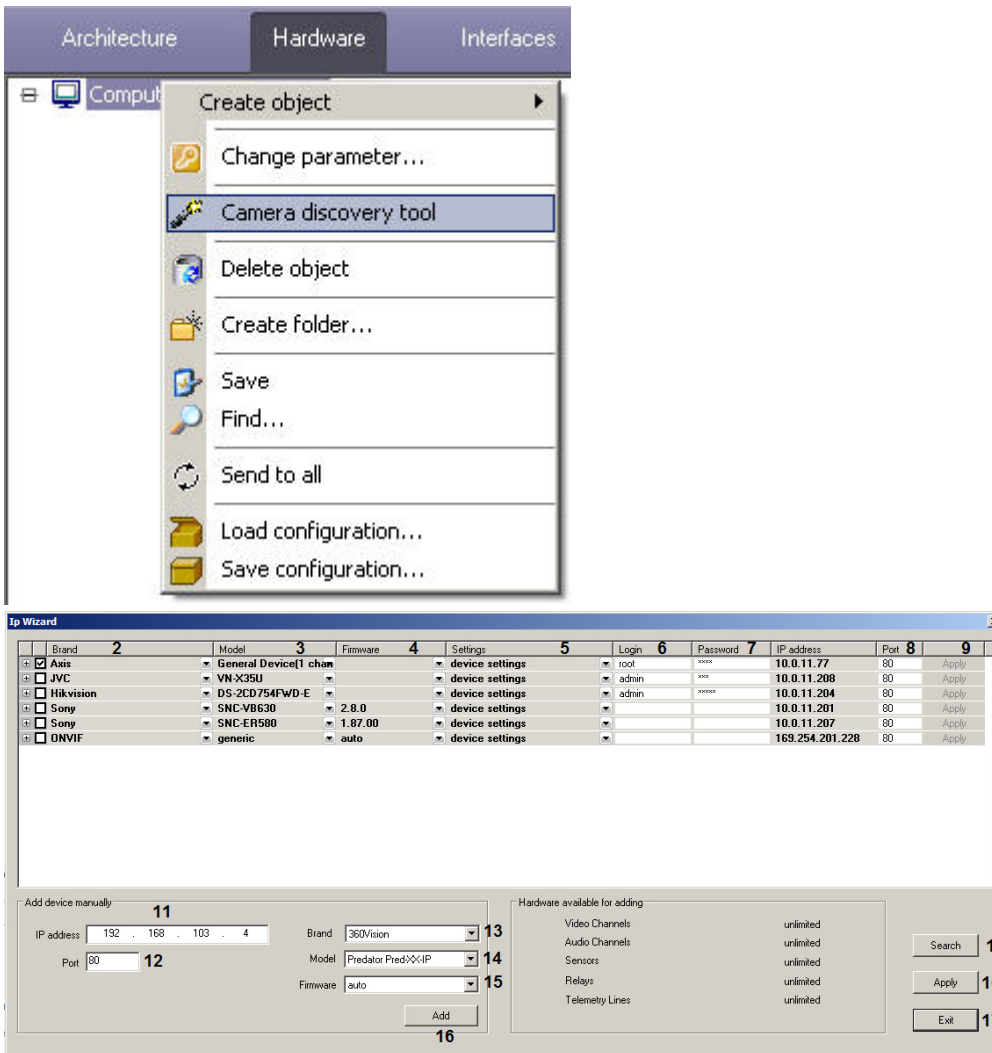 Architecture Hardware Interfaces
Comput
Create object
Change parameter...
Camera discovery tool
Delete object
Create folder...
Save
Find...
Send to all
Load configuration...
Save configuration...
Ip Wizard
Brand 2 Model 3 Firmware 4 Settings 5 Login 6 Password 7 IP address Port 8 9
Axis General Device(1 chan device settings root **** 10.0.11.77 80 Apply
JVC VN-X35U device settings admin *** 10.0.11.208 80 Apply
Hikvision DS-2CD754FWD-E device settings admin ***** 10.0.11.204 80 Apply
Sony SNC-VB630 2.8.0 device settings 10.0.11.201 80 Apply
Sony SNC-ER580 1.87.00 device settings 10.0.11.207 80 Apply
ONVIF generic auto device settings 169.254.201.228 80 Apply
Add device manually
11
IP address 192 . 168 . 103 . 4 Brand 360Vision 13
Port 80 12 Model Predator Pred-XX-IP 14
Firmware auto 15
Add
16
Hardware available for adding
Video Channels unlimited
Audio Channels unlimited
Sensors unlimited
Relays unlimited
Telemetry Lines unlimited
Search 1
Apply 1
Exit 1